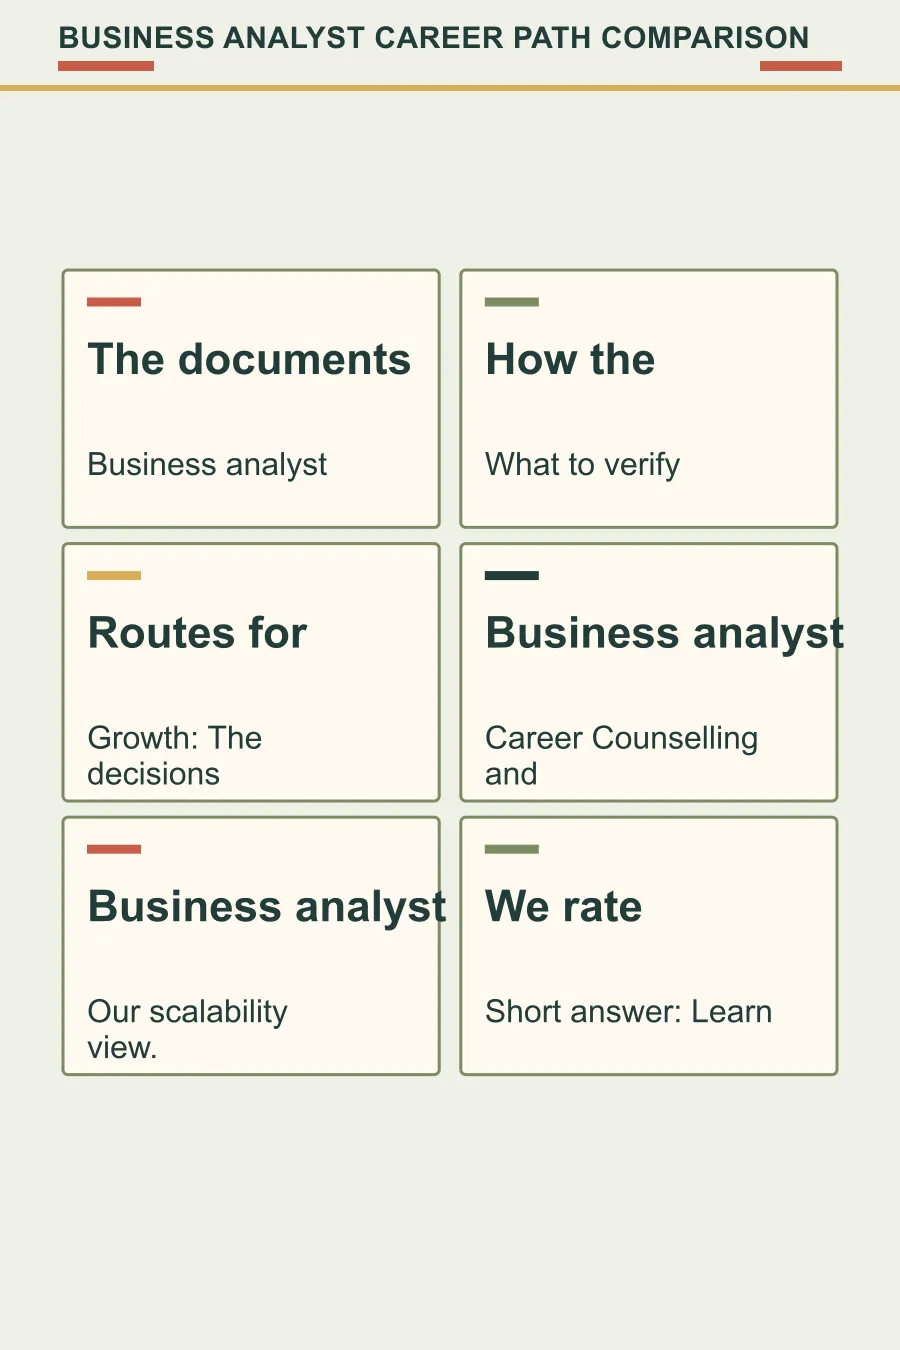 BUSINESS ANALYST CAREER PATH COMPARISON
The documents
Business analyst
How the
What to verify
Routes for
Growth: The
decisions
Business analyst
Career Counselling
and
Business analyst
Our scalability
view.
We rate
Short answer: Learn